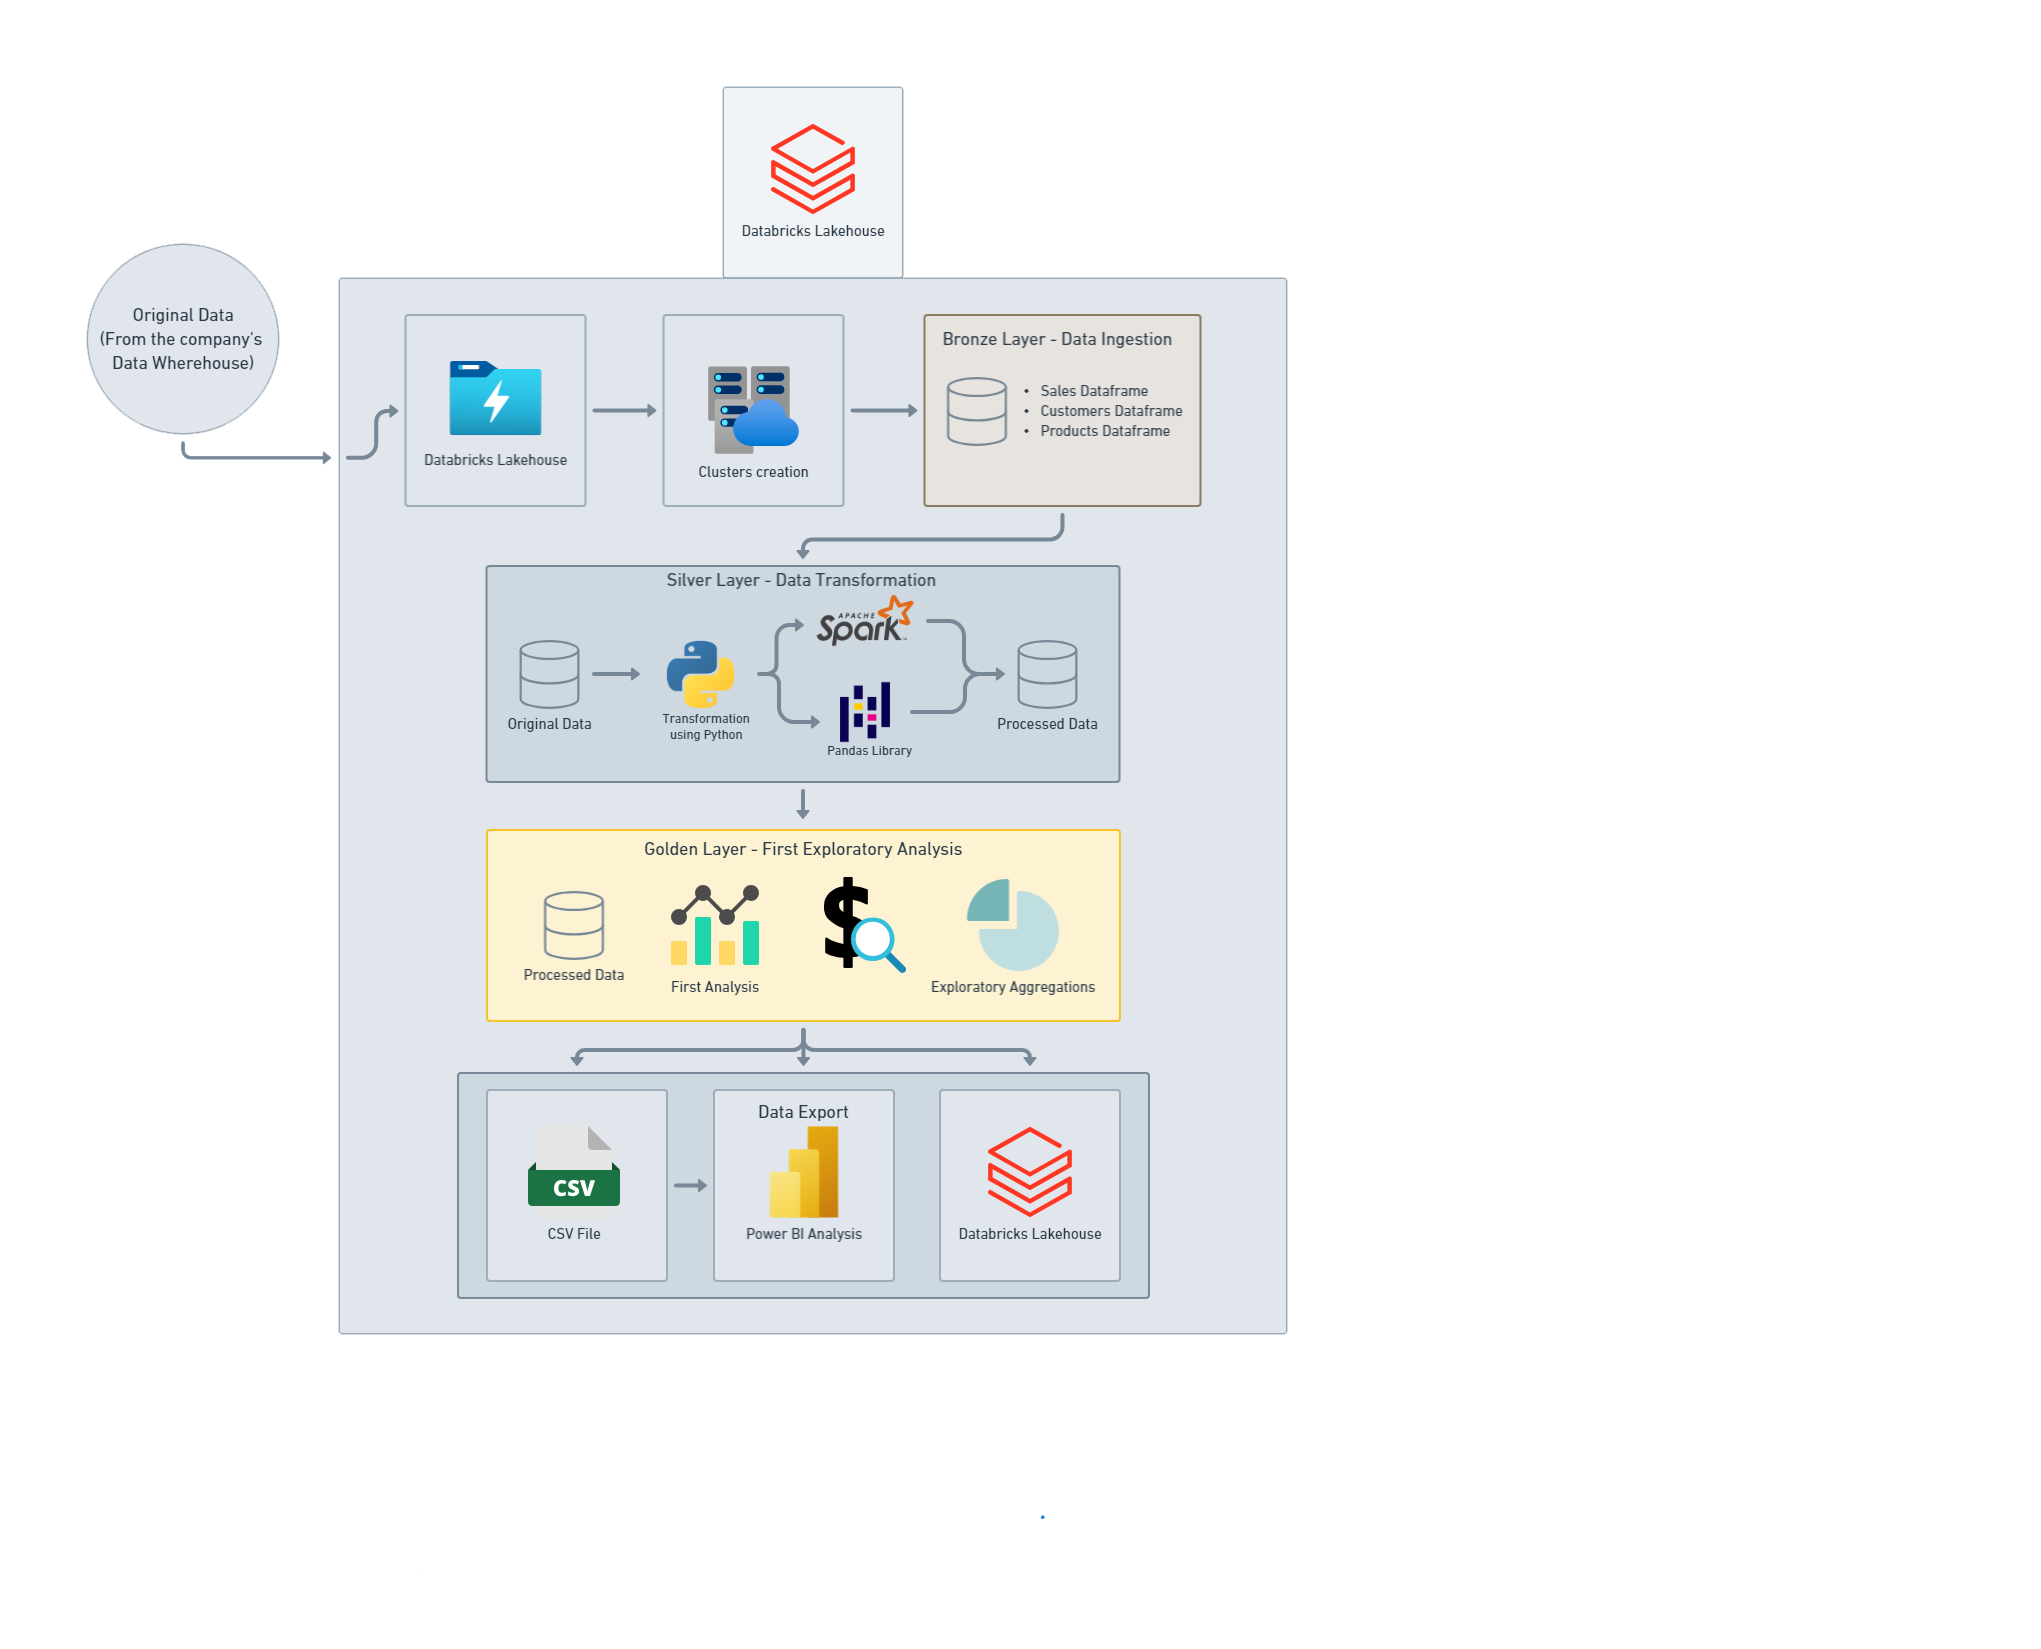 Databricks Lakehouse
Original Data
(From the company's
Data Wherehouse)
Databricks Lakehouse
Clusters creation
Bronze Layer - Data Ingestion
• Sales Dataframe
• Customers Dataframe
• Products Dataframe
Silver Layer - Data Transformation
Original Data
Transformation
using Python
APACHE
Spark™
Pandas Library
Processed Data
Golden Layer - First Exploratory Analysis
Processed Data
First Analysis
$
Exploratory Aggregations
CSV
CSV File
Data Export
Power BI Analysis
Databricks Lakehouse